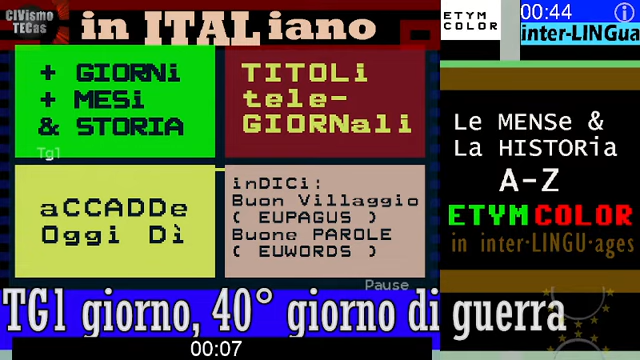 CIVismo
TECas
in ITALiano
ETYM
COLOR
00:44
inter-LINGua
+ GIORNi
+ MESi
& STORIA
Tg1
TITOLi
tele-
GIORNali
aCCADDe
Oggi Dì
inDICi:
Buon Villaggio
( EUPAGUS )
Buone PAROLE
( EUWORDS )
Pause
Le MENSe &
La HISTORia
A-Z
ETYM COLOR
in inter·LINGU·ages
TG1 giorno, 40° giorno di guerra
00:07